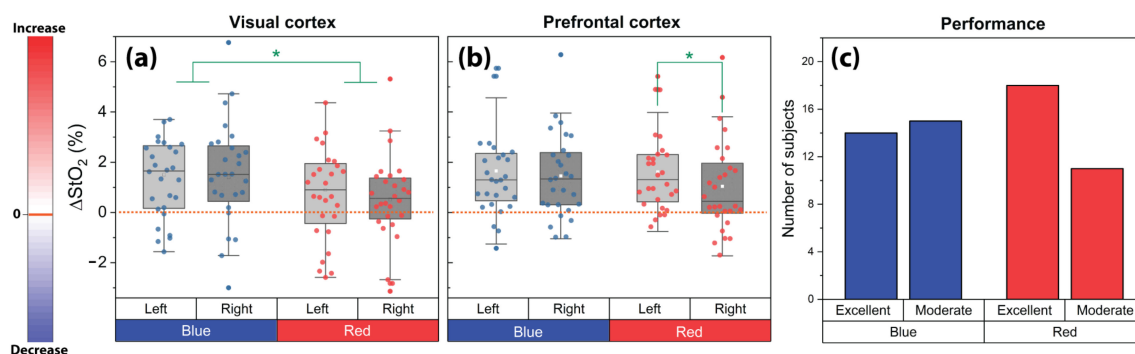 Increase
0
Decrease
Visual cortex
(a)
*
ΔStO₂ (%)
6
4
2
0
−2
Left
Right
Left
Right
Blue
Red
Prefrontal cortex
(b)
*
Left
Right
Left
Right
Blue
Red
Performance
(c)
Number of subjects
20
16
12
8
4
0
Excellent
Moderate
Excellent
Moderate
Blue
Red